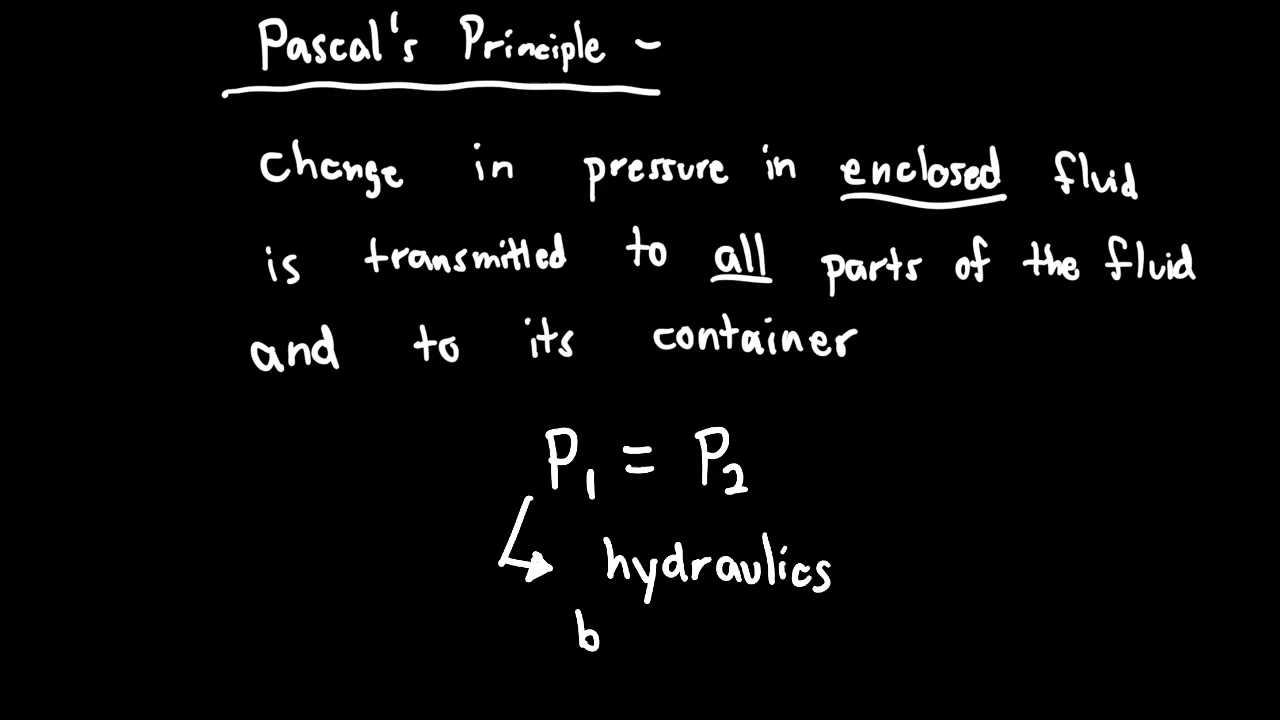 Pascal's Principle -
change in pressure in enclosed fluid
is transmitted to all parts of the fluid
and to its container
P₁ = P₂
hydraulics
b